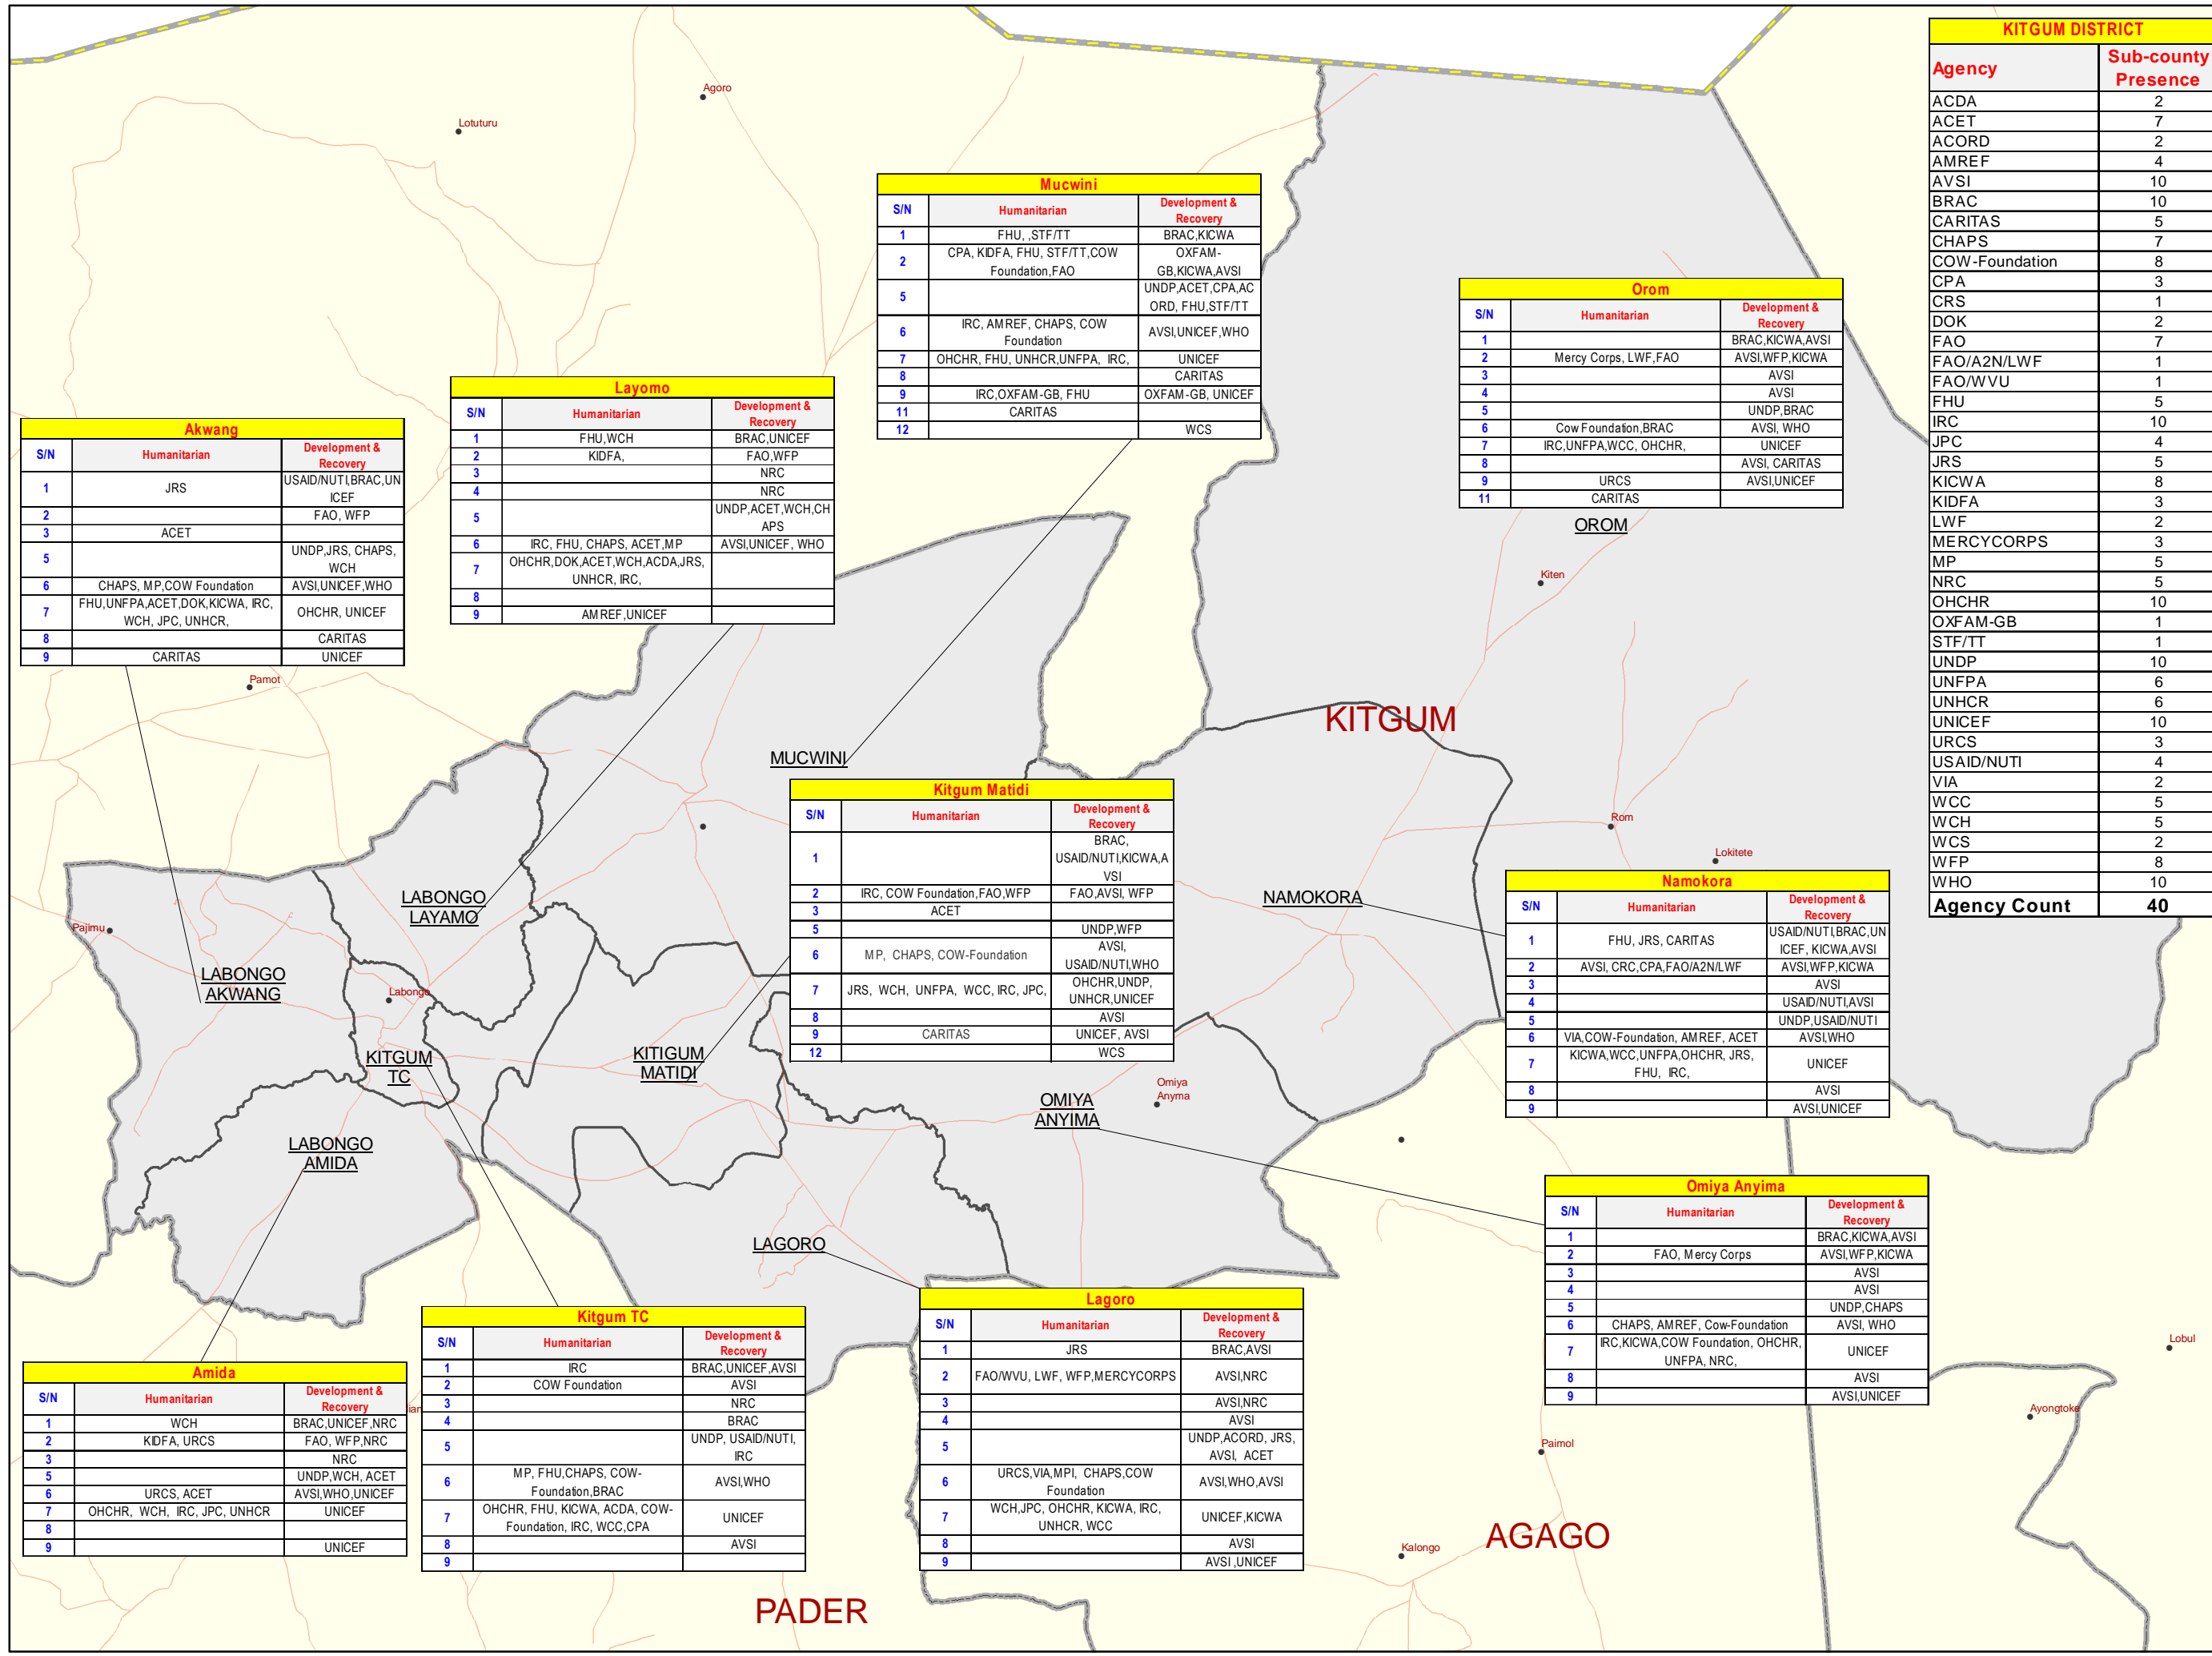 KITGUM DISTRICT
Agency Sub-county Presence
ACDA 2
ACET 7
ACORD 2
AMREF 4
AVSI 10
BRAC 10
CARITAS 5
CHAPS 7
COW-Foundation 8
CPA 3
CRS 1
DOK 2
FAO 7
FAO/A2N/LWF 1
FAO/WVU 1
FHU 5
IRC 10
JPC 4
JRS 5
KICWA 8
KIDFA 3
LWF 2
MERCYCORPS 3
MP 5
NRC 5
OHCHR 10
OXFAM-GB 1
STF/TT 1
UNDP 10
UNFPA 6
UNHCR 6
UNICEF 10
URCS 3
USAID/NUTI 4
VIA 2
WCC 5
WCH 5
WCS 2
WFP 8
WHO 10
Agency Count 40
Agoro
Lotuturu
Mucwini
S/N Humanitarian Development & Recovery
1 FHU, ,STF/TT BRAC,KICWA
2 CPA, KIDFA, FHU, STF/TT,COW Foundation,FAO OXFAM-GB,KICWA,AVSI
5 UNDP,ACET,CPA,ACORD, FHU,STF/TT
6 IRC, AMREF, CHAPS, COW Foundation AVSI,UNICEF,WHO
7 OHCHR, FHU, UNHCR,UNFPA, IRC, UNICEF
8 CARITAS
9 IRC,OXFAM-GB, FHU OXFAM-GB, UNICEF
11 CARITAS
12 WCS
Orom
S/N Humanitarian Development & Recovery
1 BRAC,KICWA,AVSI
2 Mercy Corps, LWF,FAO AVSI,WFP,KICWA
3 AVSI
4 AVSI
5 UNDP,BRAC
6 Cow Foundation,BRAC AVSI, WHO
7 IRC,UNFPA,WCC, OHCHR, UNICEF
8 AVSI, CARITAS
9 URCS AVSI,UNICEF
11 CARITAS
OROM
Kiten
Layomo
S/N Humanitarian Development & Recovery
1 FHU,WCH BRAC,UNICEF
2 KIDFA, FAO,WFP
3 NRC
4 NRC
5 UNDP,ACET,WCH,CHAPS
6 IRC, FHU, CHAPS, ACET,MP AVSI,UNICEF, WHO
7 OHCHR,DOK,ACET,WCH,ACDA,JRS, UNHCR, IRC,
8
9 AMREF,UNICEF
Akwang
S/N Humanitarian Development & Recovery
1 JRS USAID/NUTI,BRAC,UNICEF
2 FAO, WFP
3 ACET
5 UNDP,JRS, CHAPS, WCH
6 CHAPS, MP,COW Foundation AVSI,UNICEF,WHO
7 FHU,UNFPA,ACET,DOK,KICWA, IRC, WCH, JPC, UNHCR, OHCHR, UNICEF
8 CARITAS
9 CARITAS UNICEF
Pamot
KITGUM
MUCWINI
Kitgum Matidi
S/N Humanitarian Development & Recovery
1 BRAC, USAID/NUTI,KICWA,AVSI
2 IRC, COW Foundation,FAO,WFP FAO,AVSI, WFP
3 ACET
5 UNDP,WFP
6 MP, CHAPS, COW-Foundation AVSI, USAID/NUTI,WHO
7 JRS, WCH, UNFPA, WCC, IRC, JPC, OHCHR,UNDP, UNHCR,UNICEF
8 AVSI
9 CARITAS UNICEF, AVSI
12 WCS
Rom
Lokitete
NAMOKORA
Namokora
S/N Humanitarian Development & Recovery
1 FHU, JRS, CARITAS USAID/NUTI,BRAC,UNICEF, KICWA,AVSI
2 AVSI, CRC,CPA,FAO/A2N/LWF AVSI,WFP,KICWA
3 AVSI
4 USAID/NUTI,AVSI
5 UNDP,USAID/NUTI
6 VIA,COW-Foundation, AMREF, ACET AVSI,WHO
7 KICWA,WCC,UNFPA,OHCHR, JRS, FHU, IRC, UNICEF
8 AVSI
9 AVSI,UNICEF
LABONGO
LAYAMO
Pajimu
LABONGO
AKWANG
Labongo
KITGUM
TC
KITIGUM
MATIDI
Omiya
Anyma
OMIYA
ANYIMA
LABONGO
AMIDA
LAGORO
Omiya Anyima
S/N Humanitarian Development & Recovery
1 BRAC,KICWA,AVSI
2 FAO, Mercy Corps AVSI,WFP,KICWA
3 AVSI
4 AVSI
5 UNDP,CHAPS
6 CHAPS, AMREF, Cow-Foundation AVSI, WHO
7 IRC,KICWA,COW Foundation, OHCHR, UNFPA, NRC, UNICEF
8 AVSI
9 AVSI,UNICEF
Amida
S/N Humanitarian Development & Recovery
1 WCH BRAC,UNICEF,NRC
2 KIDFA, URCS FAO, WFP,NRC
3 NRC
5 UNDP,WCH, ACET
6 URCS, ACET AVSI,WHO,UNICEF
7 OHCHR, WCH, IRC, JPC, UNHCR UNICEF
8
9 UNICEF
Kitgum TC
S/N Humanitarian Development & Recovery
1 IRC BRAC,UNICEF,AVSI
2 COW Foundation AVSI
3 NRC
4 BRAC
5 UNDP, USAID/NUTI, IRC
6 MP, FHU,CHAPS, COW-Foundation,BRAC AVSI,WHO
7 OHCHR, FHU, KICWA, ACDA, COW-Foundation, IRC, WCC,CPA UNICEF
8 AVSI
9
Lagoro
S/N Humanitarian Development & Recovery
1 JRS BRAC,AVSI
2 FAO/WVU, LWF, WFP,MERCYCORPS AVSI,NRC
3 AVSI,NRC
4 AVSI
5 UNDP,ACORD, JRS, AVSI, ACET
6 URCS,VIA,MPI, CHAPS,COW Foundation AVSI,WHO,AVSI
7 WCH,JPC, OHCHR, KICWA, IRC, UNHCR, WCC UNICEF,KICWA
8 AVSI
9 AVSI ,UNICEF
Lobul
Ayongtoke
Paimol
Kalongo
AGAGO
PADER